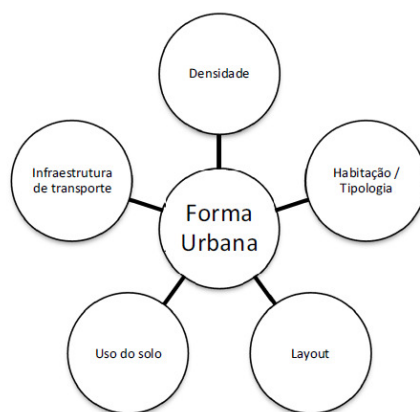 Densidade
Infraestrutura
de transporte
Habitação /
Tipologia
Forma
Urbana
Uso do solo
Layout